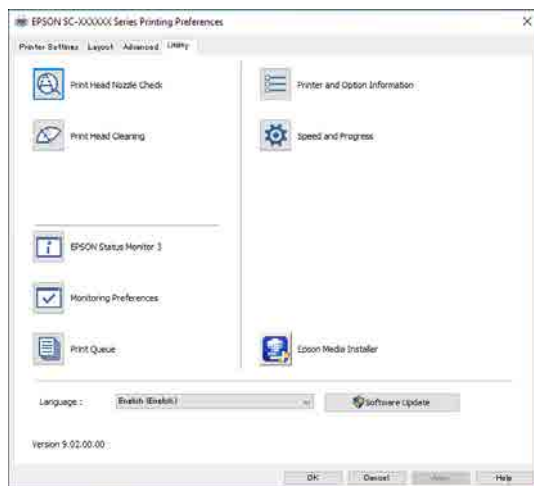 EPSON SC-XXXXXX Series Printing Preferences
Printer Settings Layout Advanced Utility
Print Head Nozzle Check
Printer and Option Information
Print Head Cleaning
Speed and Progress
EPSON Status Monitor 3
Monitoring Preferences
Print Queue
Epson Media Installer
Language : English (English) Software Update
Version 9.02.00.00
OK Cancel Apply Help